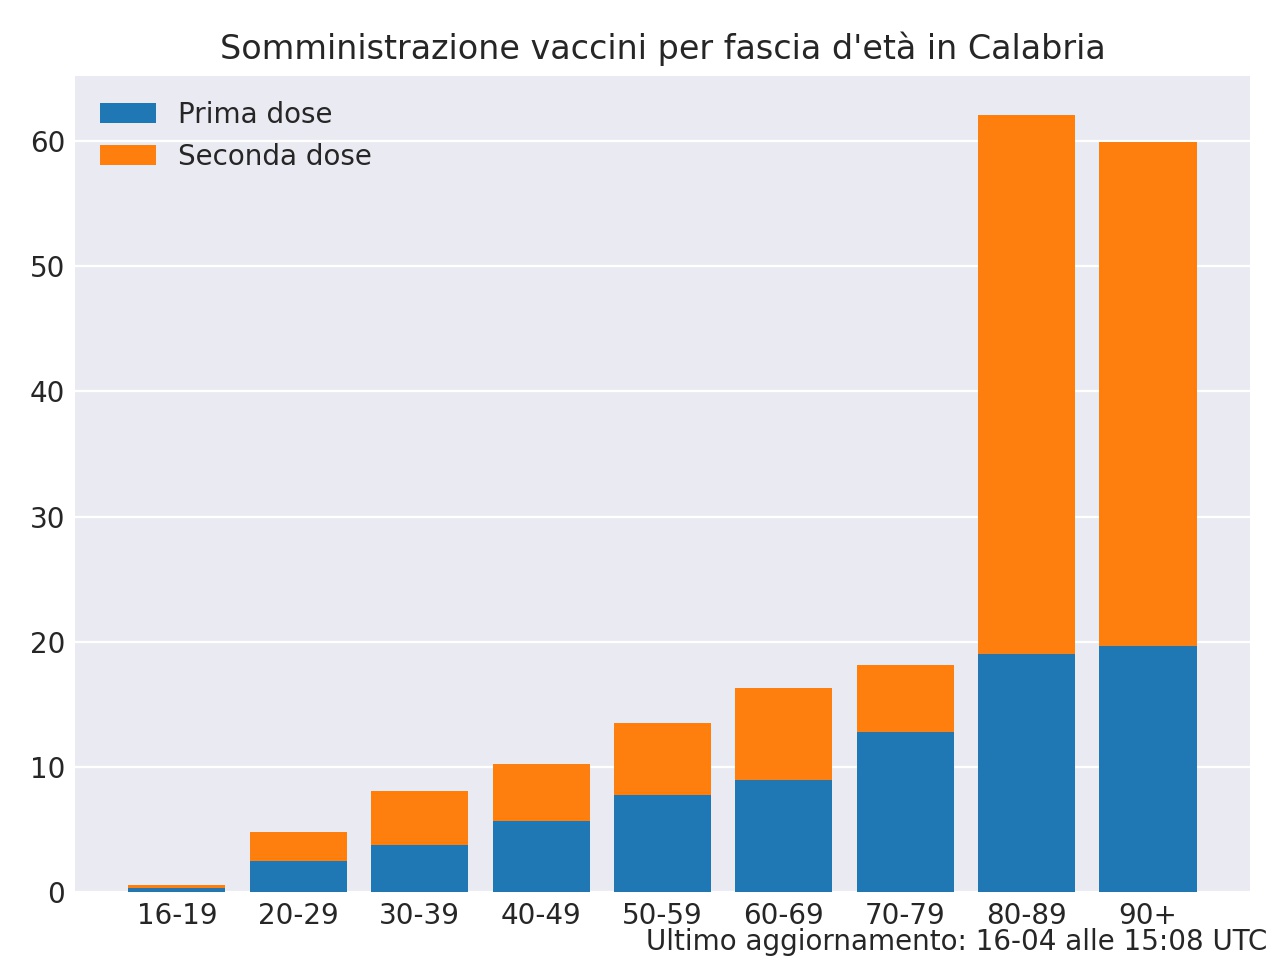 Somministrazione vaccini per fascia d'età in Calabria
Prima dose
Seconda dose
60
50
40
30
20
10
0
16-19 20-29 30-39 40-49 50-59 60-69 70-79 80-89 90+
Ultimo aggiornamento: 16-04 alle 15:08 UTC